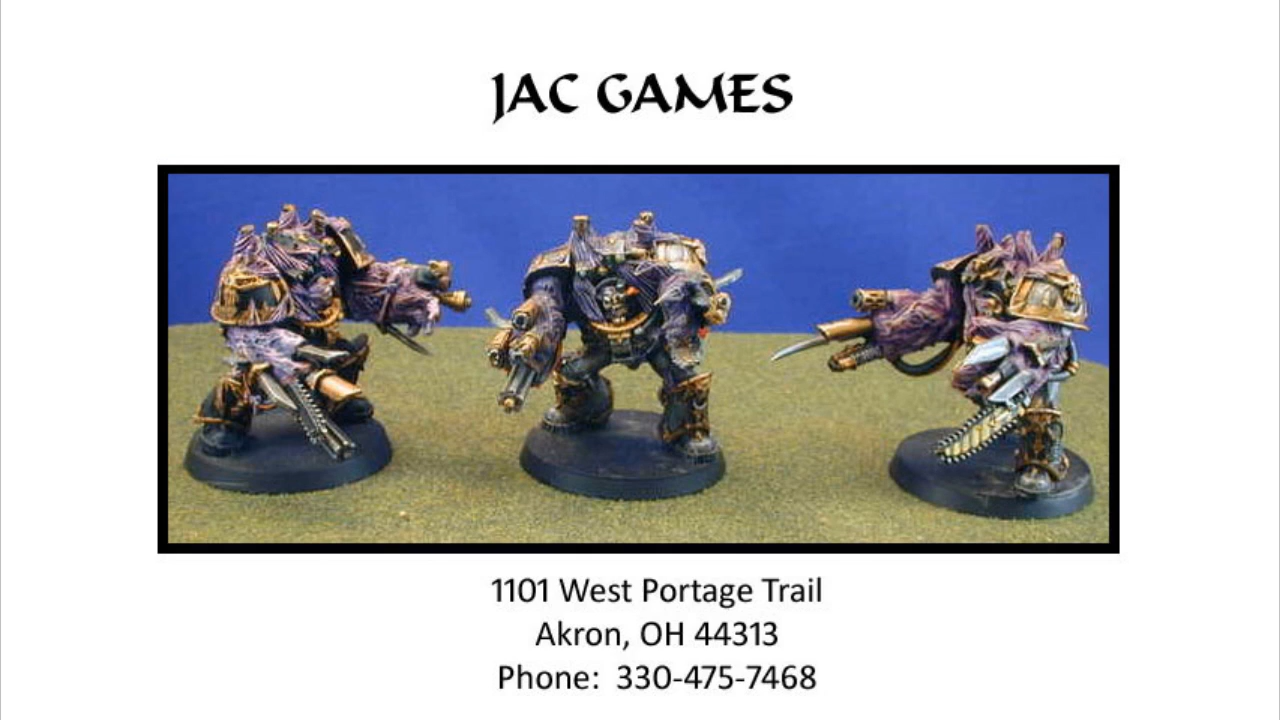 JAC GAMES
1101 West Portage Trail
Akron, OH 44313
Phone:  330-475-7468